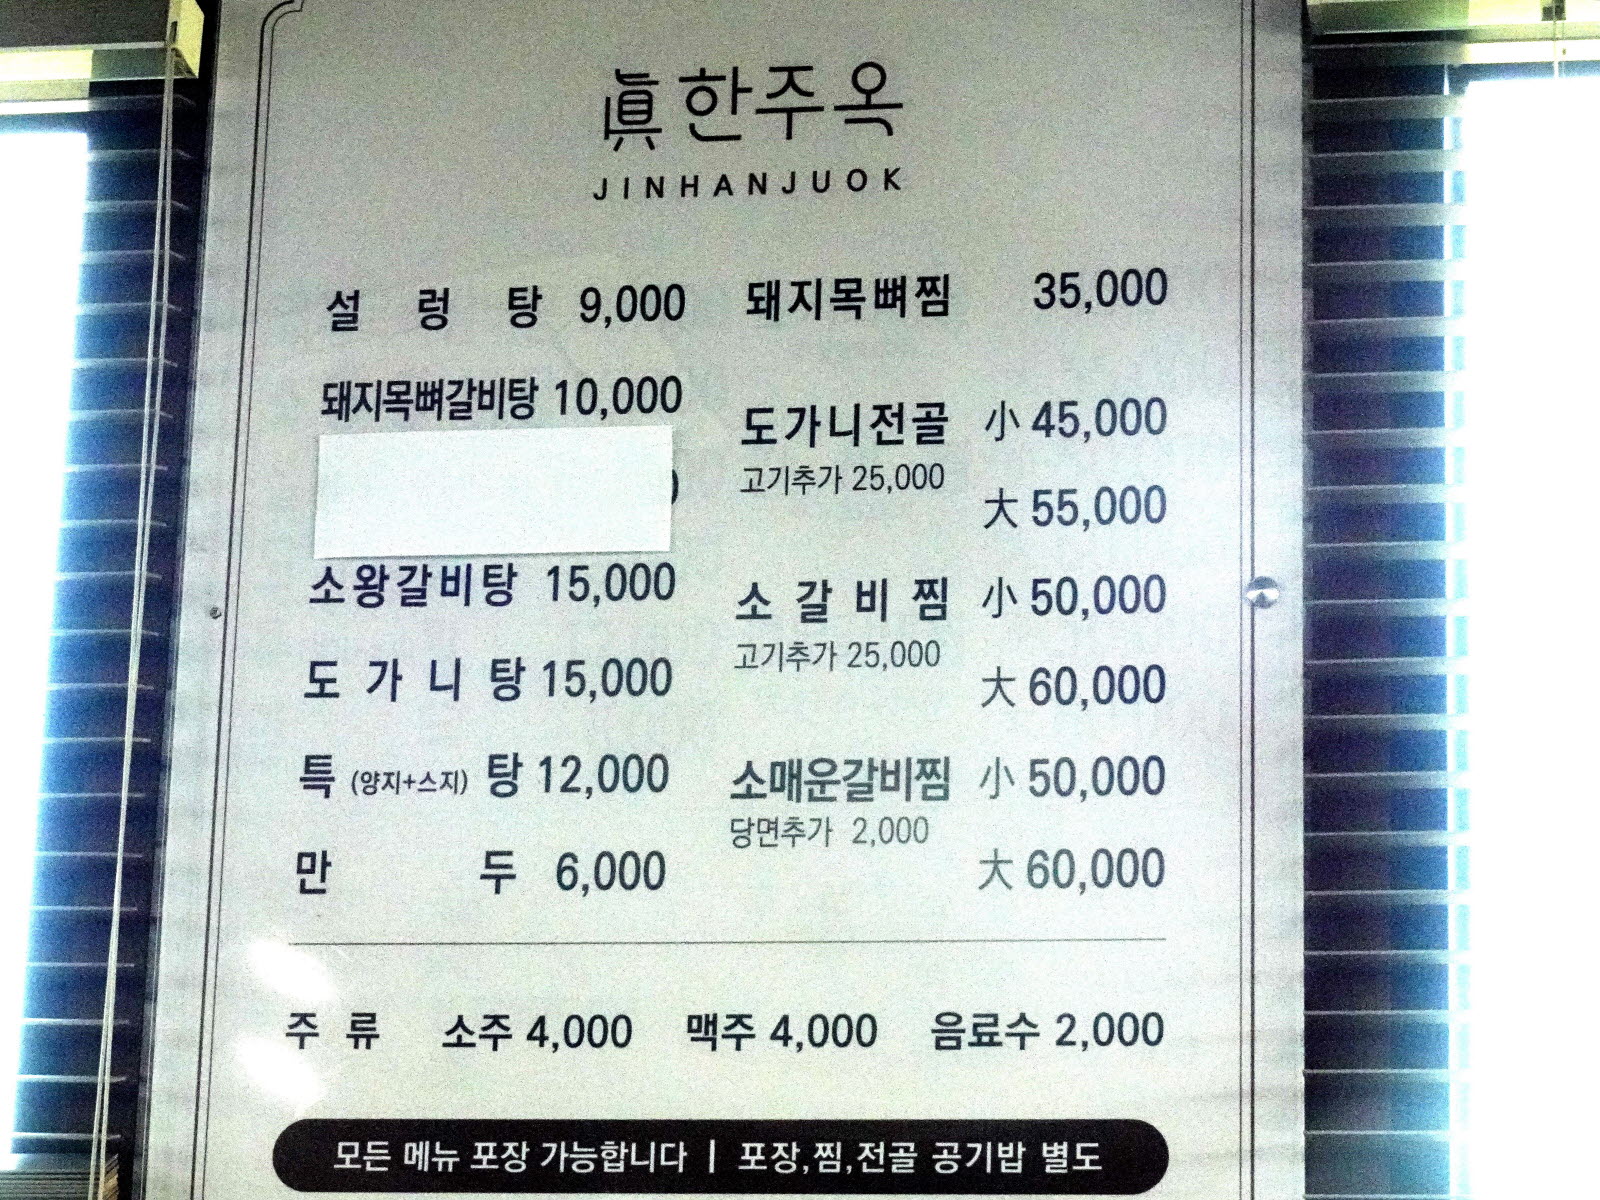 眞한주옥
JINHANJUOK
설 렁 탕 9,000
돼지목뼈갈비탕 10,000
소왕갈비탕 15,000
도 가 니 탕 15,000
특 (양지+스지) 탕 12,000
만 두 6,000
돼지목뼈찜 35,000
도가니전골 小 45,000
고기추가 25,000
大 55,000
소 갈 비 찜 小 50,000
고기추가 25,000
大 60,000
소매운갈비찜 小 50,000
당면추가 2,000
大 60,000
주 류 소주 4,000 맥주 4,000 음료수 2,000
모든 메뉴 포장 가능합니다 | 포장,찜,전골 공기밥 별도